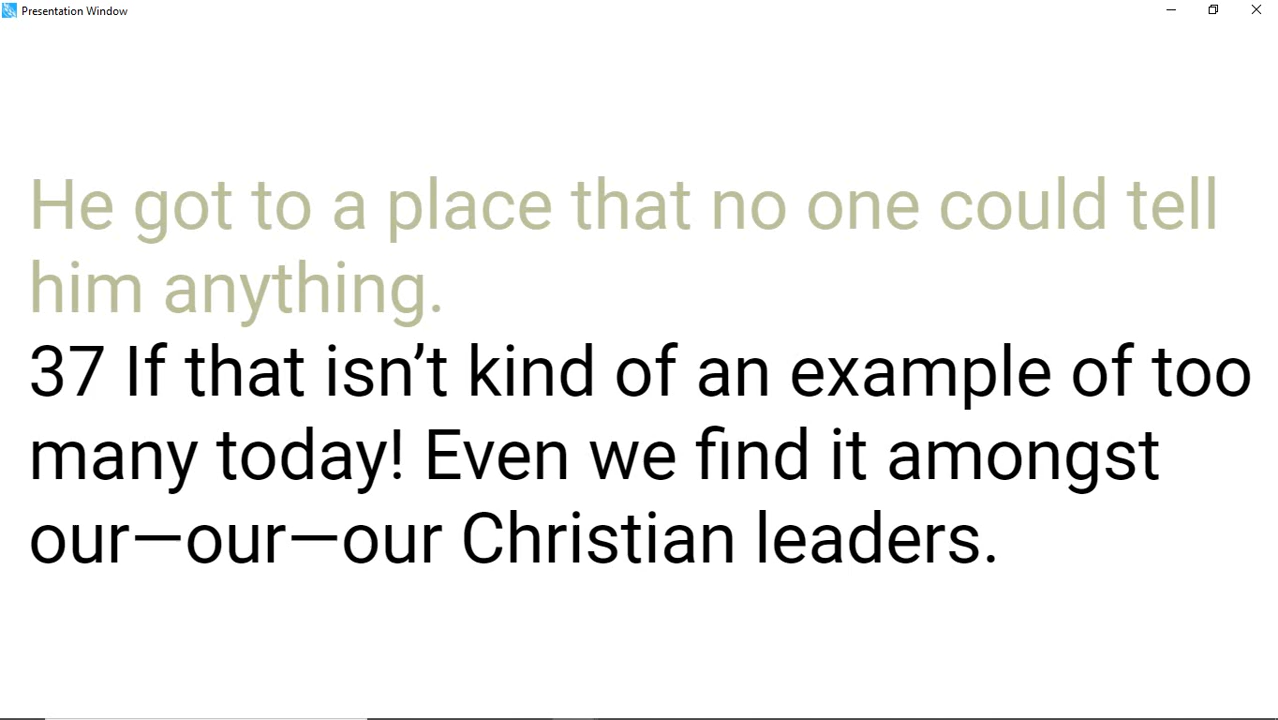 Presentation Window
He got to a place that no one could tell
him anything.
37 If that isn’t kind of an example of too
many today! Even we find it amongst
our—our—our Christian leaders.